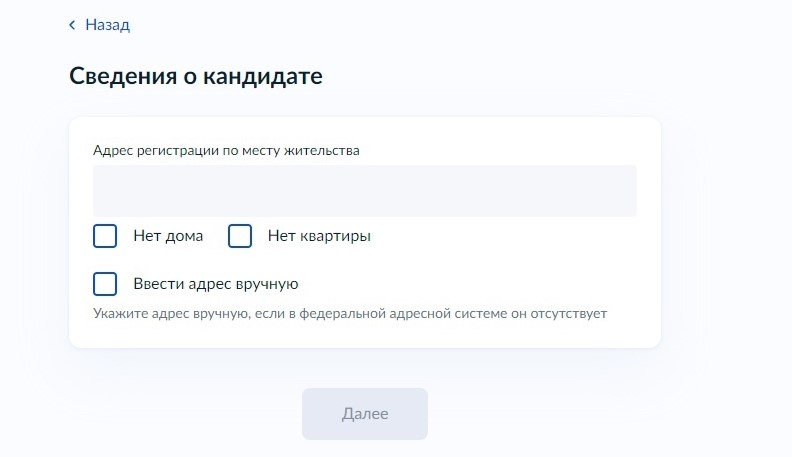 Назад
Сведения о кандидате
Адрес регистрации по месту жительства
Нет дома Нет квартиры
Ввести адрес вручную
Укажите адрес вручную, если в федеральной адресной системе он отсутствует
Далее